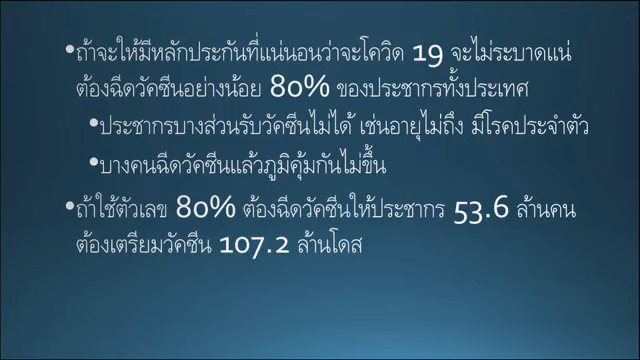 •ถ้าจะให้มีหลักประกันที่แน่นอนว่าจะโควิด 19 จะไม่ระบาดแน่
ต้องฉีดวัคซีนอย่างน้อย 80% ของประชากรทั้งประเทศ
•ประชากรบางส่วนรับวัคซีนไม่ได้ เช่นอายุไม่ถึง มีโรคประจำตัว
•บางคนฉีดวัคซีนแล้วภูมิคุ้มกันไม่ขึ้น
•ถ้าใช้ตัวเลข 80% ต้องฉีดวัคซีนให้ประชากร 53.6 ล้านคน
ต้องเตรียมวัคซีน 107.2 ล้านโดส